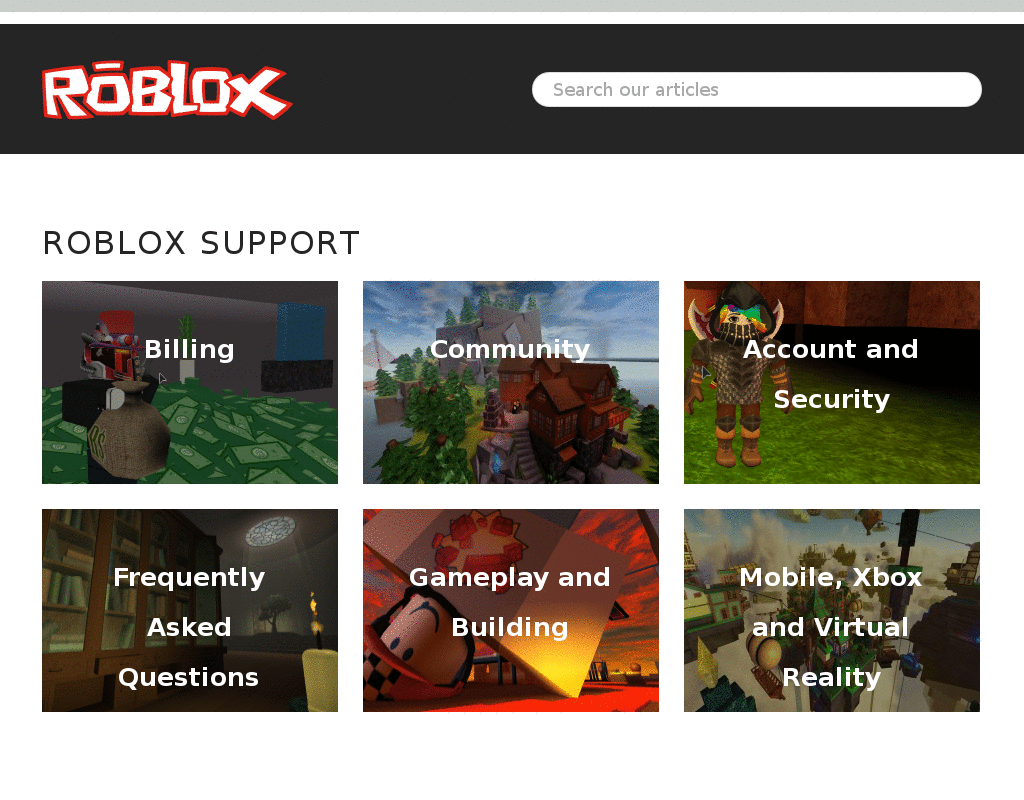 RŌBLOX
Search our articles
ROBLOX SUPPORT
Billing
Community
Account and
Security
Frequently
Asked
Questions
Gameplay and
Building
Mobile, Xbox
and Virtual
Reality